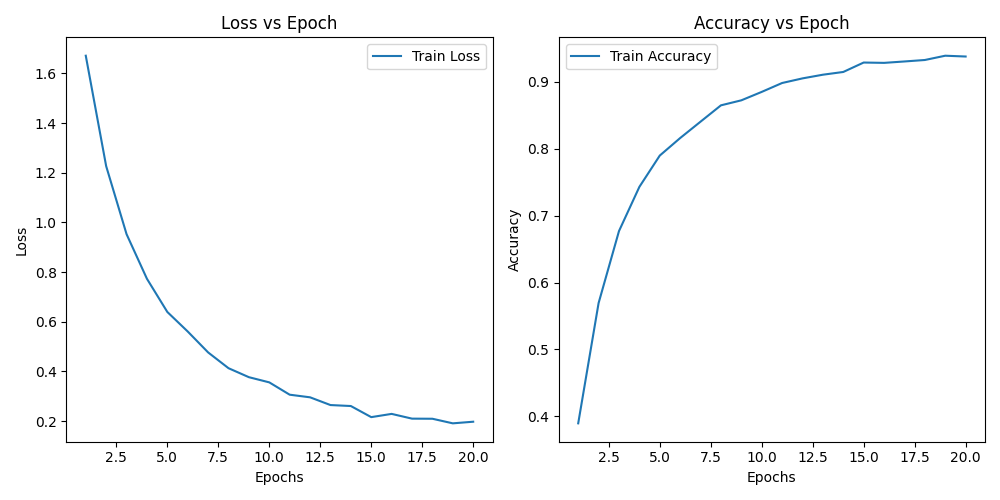 Loss vs Epoch
Train Loss
1.6
1.4
1.2
1.0
0.8
0.6
0.4
0.2
Loss
2.5 5.0 7.5 10.0 12.5 15.0 17.5 20.0
Epochs
Accuracy vs Epoch
Train Accuracy
0.9
0.8
0.7
0.6
0.5
0.4
Accuracy
2.5 5.0 7.5 10.0 12.5 15.0 17.5 20.0
Epochs